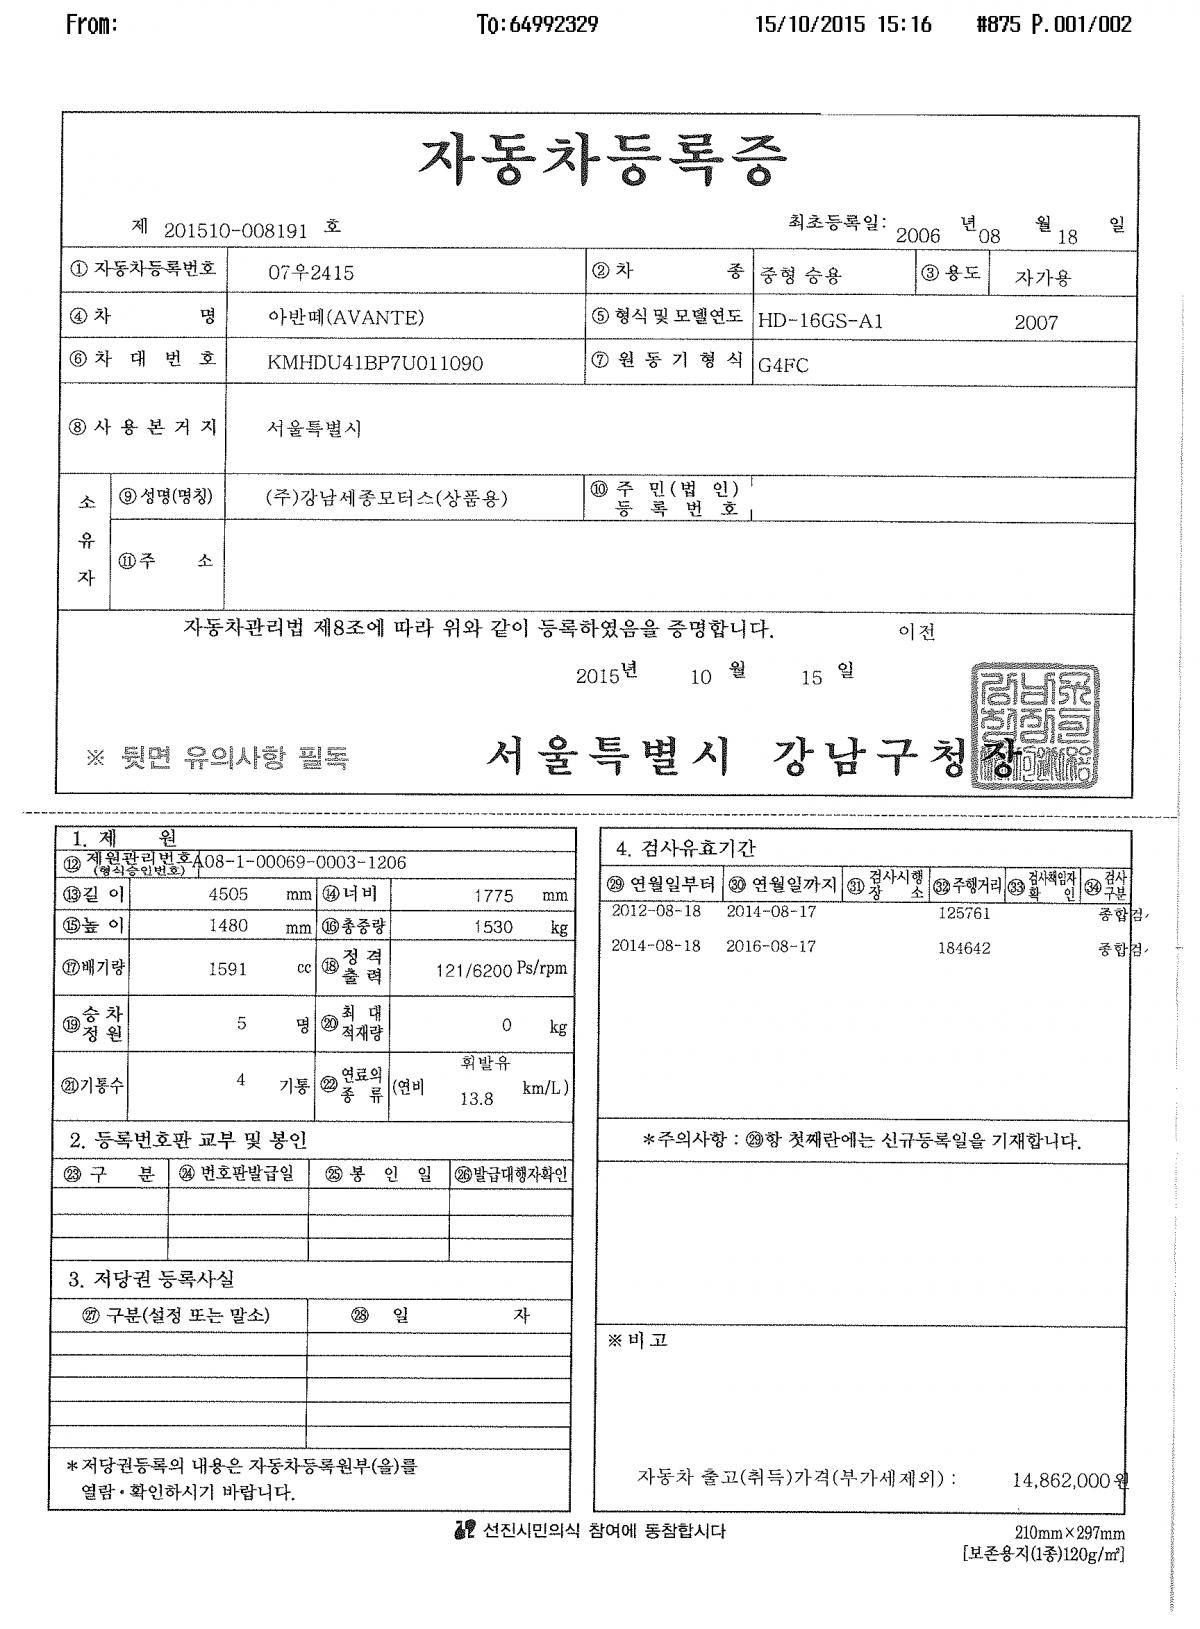 From: To:64992329 15/10/2015 15:16 #875 P.001/002
자동차등록증
제 201510-008191 호 최초등록일: 2006 년 08 월 18 일
① 자동차등록번호 07우2415 ② 차 종 중형 승용 ③ 용도 자가용
④ 차 명 아반떼(AVANTE) ⑤ 형식 및 모델연도 HD-16GS-A1 2007
⑥ 차 대 번 호 KMHDU41BP7U011090 ⑦ 원 동 기 형 식 G4FC
⑧ 사 용 본 거 지 서울특별시
소 유 자 ⑨ 성명(명칭) (주)강남세종모터스(상품용) ⑩ 주 민(법 인) 등 록 번 호
⑪ 주 소
자동차관리법 제8조에 따라 위와 같이 등록하였음을 증명합니다. 이전
2015년 10 월 15 일
※ 뒷면 유의사항 필독 서울특별시 강남구청장
1. 제 원
⑫ 제원관리번호 (형식승인번호) A08-1-00069-0003-1206
⑬길 이 4505 mm ⑭너비 1775 mm
⑮높 이 1480 mm ⑯총중량 1530 kg
⑰배기량 1591 cc ⑱정 격 출 력 121/6200 Ps/rpm
⑲승 차 정 원 5 명 ⑳최 대 적재량 0 kg
㉑기통수 4 기통 ㉒연료의 종 류 휘발유 (연비 13.8 km/L)
2. 등록번호판 교부 및 봉인
㉓ 구 분 ㉔ 번호판발급일 ㉕ 봉 인 일 ㉖발급대행자확인
3. 저당권 등록사실
㉗ 구분(설정 또는 말소) ㉘ 일 자
*저당권등록의 내용은 자동차등록원부(을)를
열람·확인하시기 바랍니다.
4. 검사유효기간
㉙ 연월일부터 ㉚ 연월일까지 ㉛ 검사시행 장 소 ㉜주행거리 ㉝ 검사책임자 확 인 ㉞ 검사 구분
2012-08-18 2014-08-17 125761 종합검
2014-08-18 2016-08-17 184642 종합검
*주의사항 : ㉙항 첫째란에는 신규등록일을 기재합니다.
※ 비 고
자동차 출고(취득)가격(부가세제외) : 14,862,000원
선진시민의식 참여에 동참합시다
210mm×297mm
[보존용지(1종)120g/㎡]